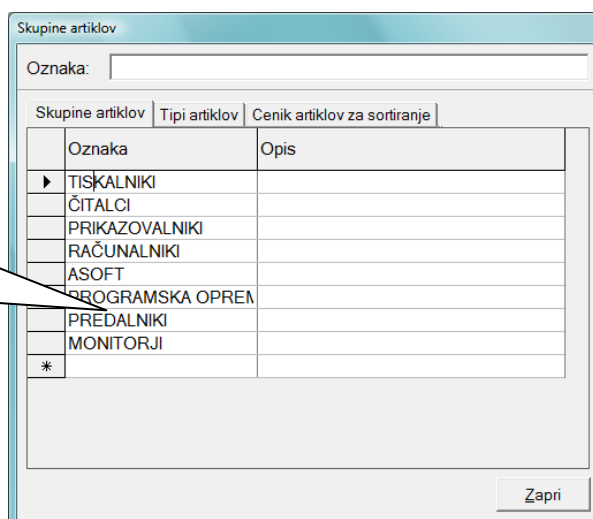 Skupine artiklov
Oznaka:
Skupine artiklov Tipi artiklov Cenik artiklov za sortiranje
Oznaka Opis
TISKALNIKI
ČITALCI
PRIKAZOVALNIKI
RAČUNALNIKI
ASOFT
PROGRAMSKA OPREM
PREDALNIKI
MONITORJI
*
Zapri